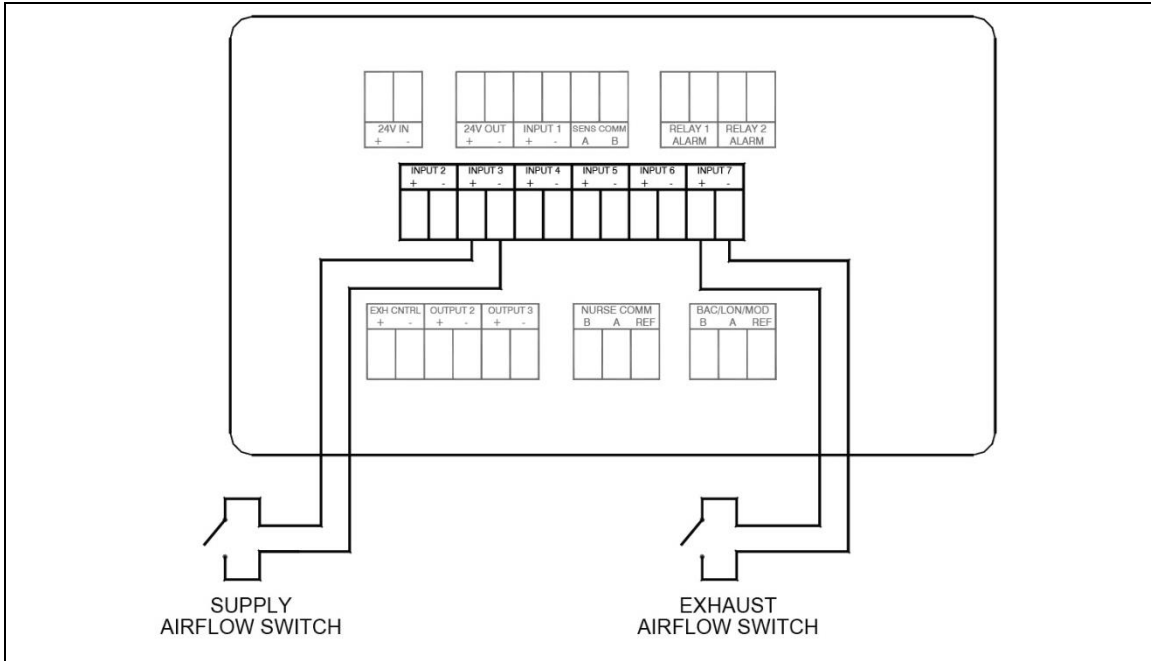 24V IN
+ -
24V OUT INPUT 1 SENS COMM
+ - + - A B
RELAY 1 RELAY 2
ALARM ALARM
INPUT 2 INPUT 3 INPUT 4 INPUT 5 INPUT 6 INPUT 7
+ - + - + - + - + - + -
EXH CNTRL OUTPUT 2 OUTPUT 3
+ - + - + -
NURSE COMM
B A REF
BAC/LON/MOD
B A REF
SUPPLY
AIRFLOW SWITCH
EXHAUST
AIRFLOW SWITCH